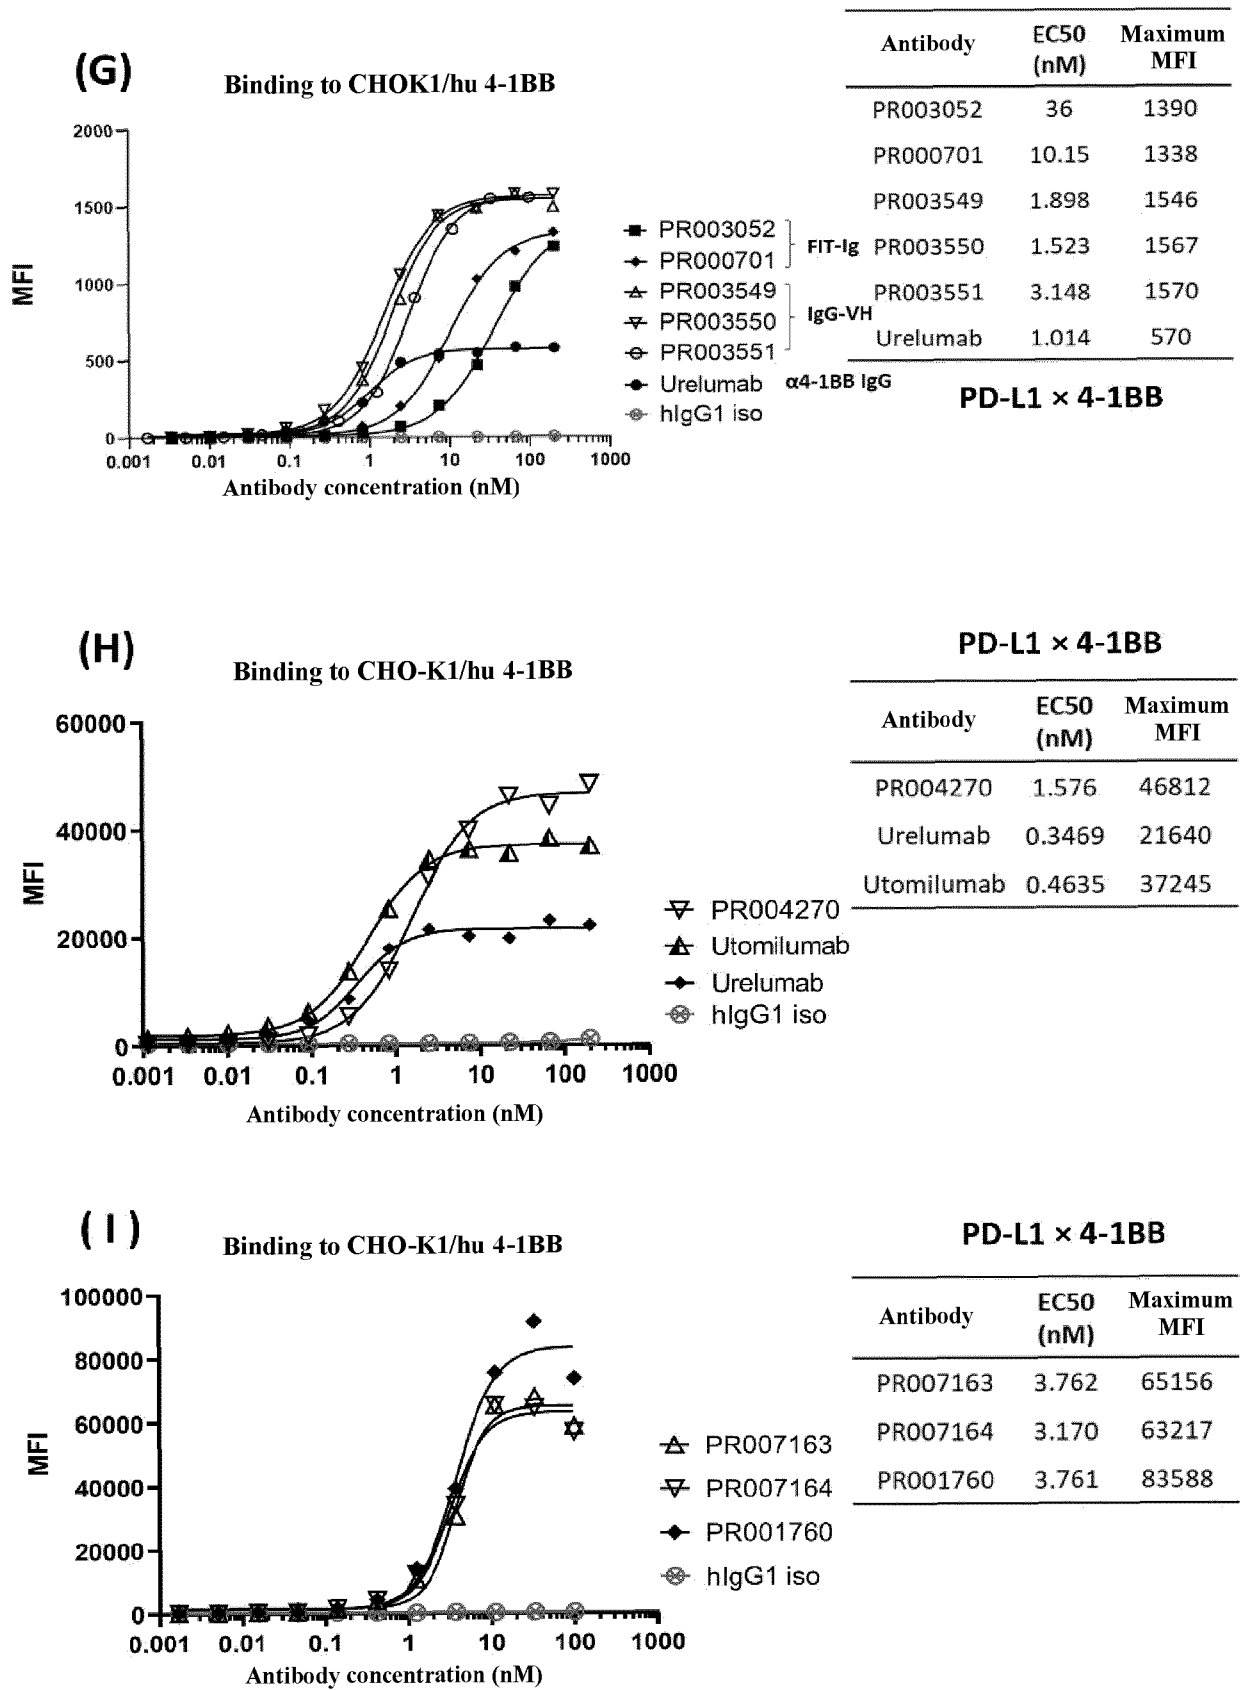 (G)
Binding to CHOK1/hu 4-1BB
MFI
2000
1500
1000
500
0
0.001 0.01 0.1 1 10 100 1000
Antibody concentration (nM)
PR003052
PR000701
FIT-Ig
PR003549
PR003550
PR003551
IgG-VH
Urelumab α4-1BB IgG
hIgG1 iso
Antibody EC50 (nM) Maximum MFI
PR003052 36 1390
PR000701 10.15 1338
PR003549 1.898 1546
PR003550 1.523 1567
PR003551 3.148 1570
Urelumab 1.014 570
PD-L1 × 4-1BB
(H)
Binding to CHO-K1/hu 4-1BB
MFI
60000
40000
20000
0
0.001 0.01 0.1 1 10 100 1000
Antibody concentration (nM)
PR004270
Utomilumab
Urelumab
hIgG1 iso
PD-L1 × 4-1BB
Antibody EC50 (nM) Maximum MFI
PR004270 1.576 46812
Urelumab 0.3469 21640
Utomilumab 0.4635 37245
( I )
Binding to CHO-K1/hu 4-1BB
MFI
100000
80000
60000
40000
20000
0
0.001 0.01 0.1 1 10 100 1000
Antibody concentration (nM)
PR007163
PR007164
PR001760
hIgG1 iso
PD-L1 × 4-1BB
Antibody EC50 (nM) Maximum MFI
PR007163 3.762 65156
PR007164 3.170 63217
PR001760 3.761 83588